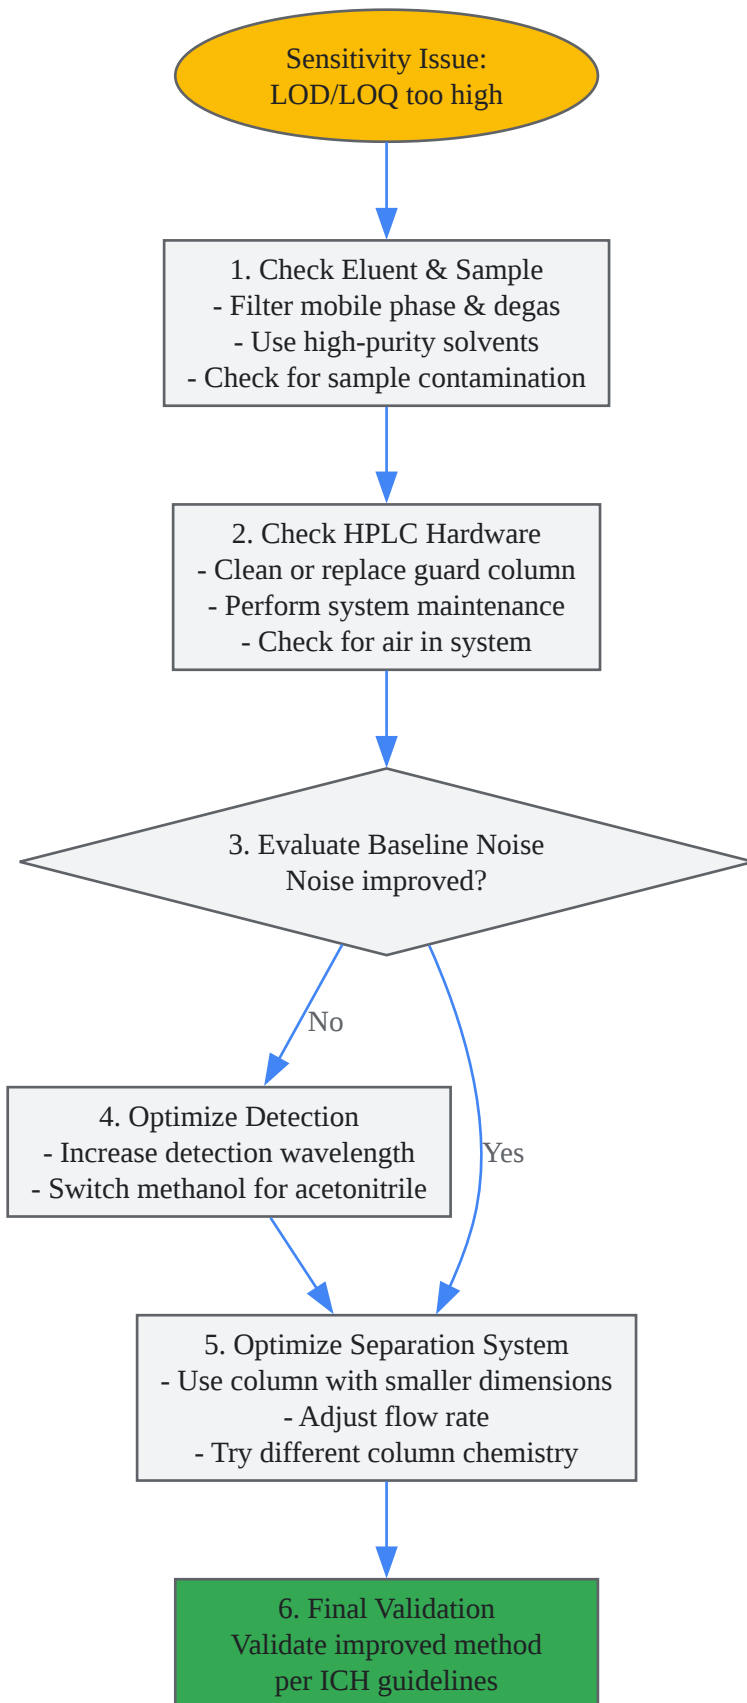 Sensitivity Issue:
LOD/LOQ too high
1. Check Eluent & Sample
- Filter mobile phase & degas
- Use high-purity solvents
- Check for sample contamination
2. Check HPLC Hardware
- Clean or replace guard column
- Perform system maintenance
- Check for air in system
3. Evaluate Baseline Noise
Noise improved?
No
Yes
4. Optimize Detection
- Increase detection wavelength
- Switch methanol for acetonitrile
5. Optimize Separation System
- Use column with smaller dimensions
- Adjust flow rate
- Try different column chemistry
6. Final Validation
Validate improved method
per ICH guidelines